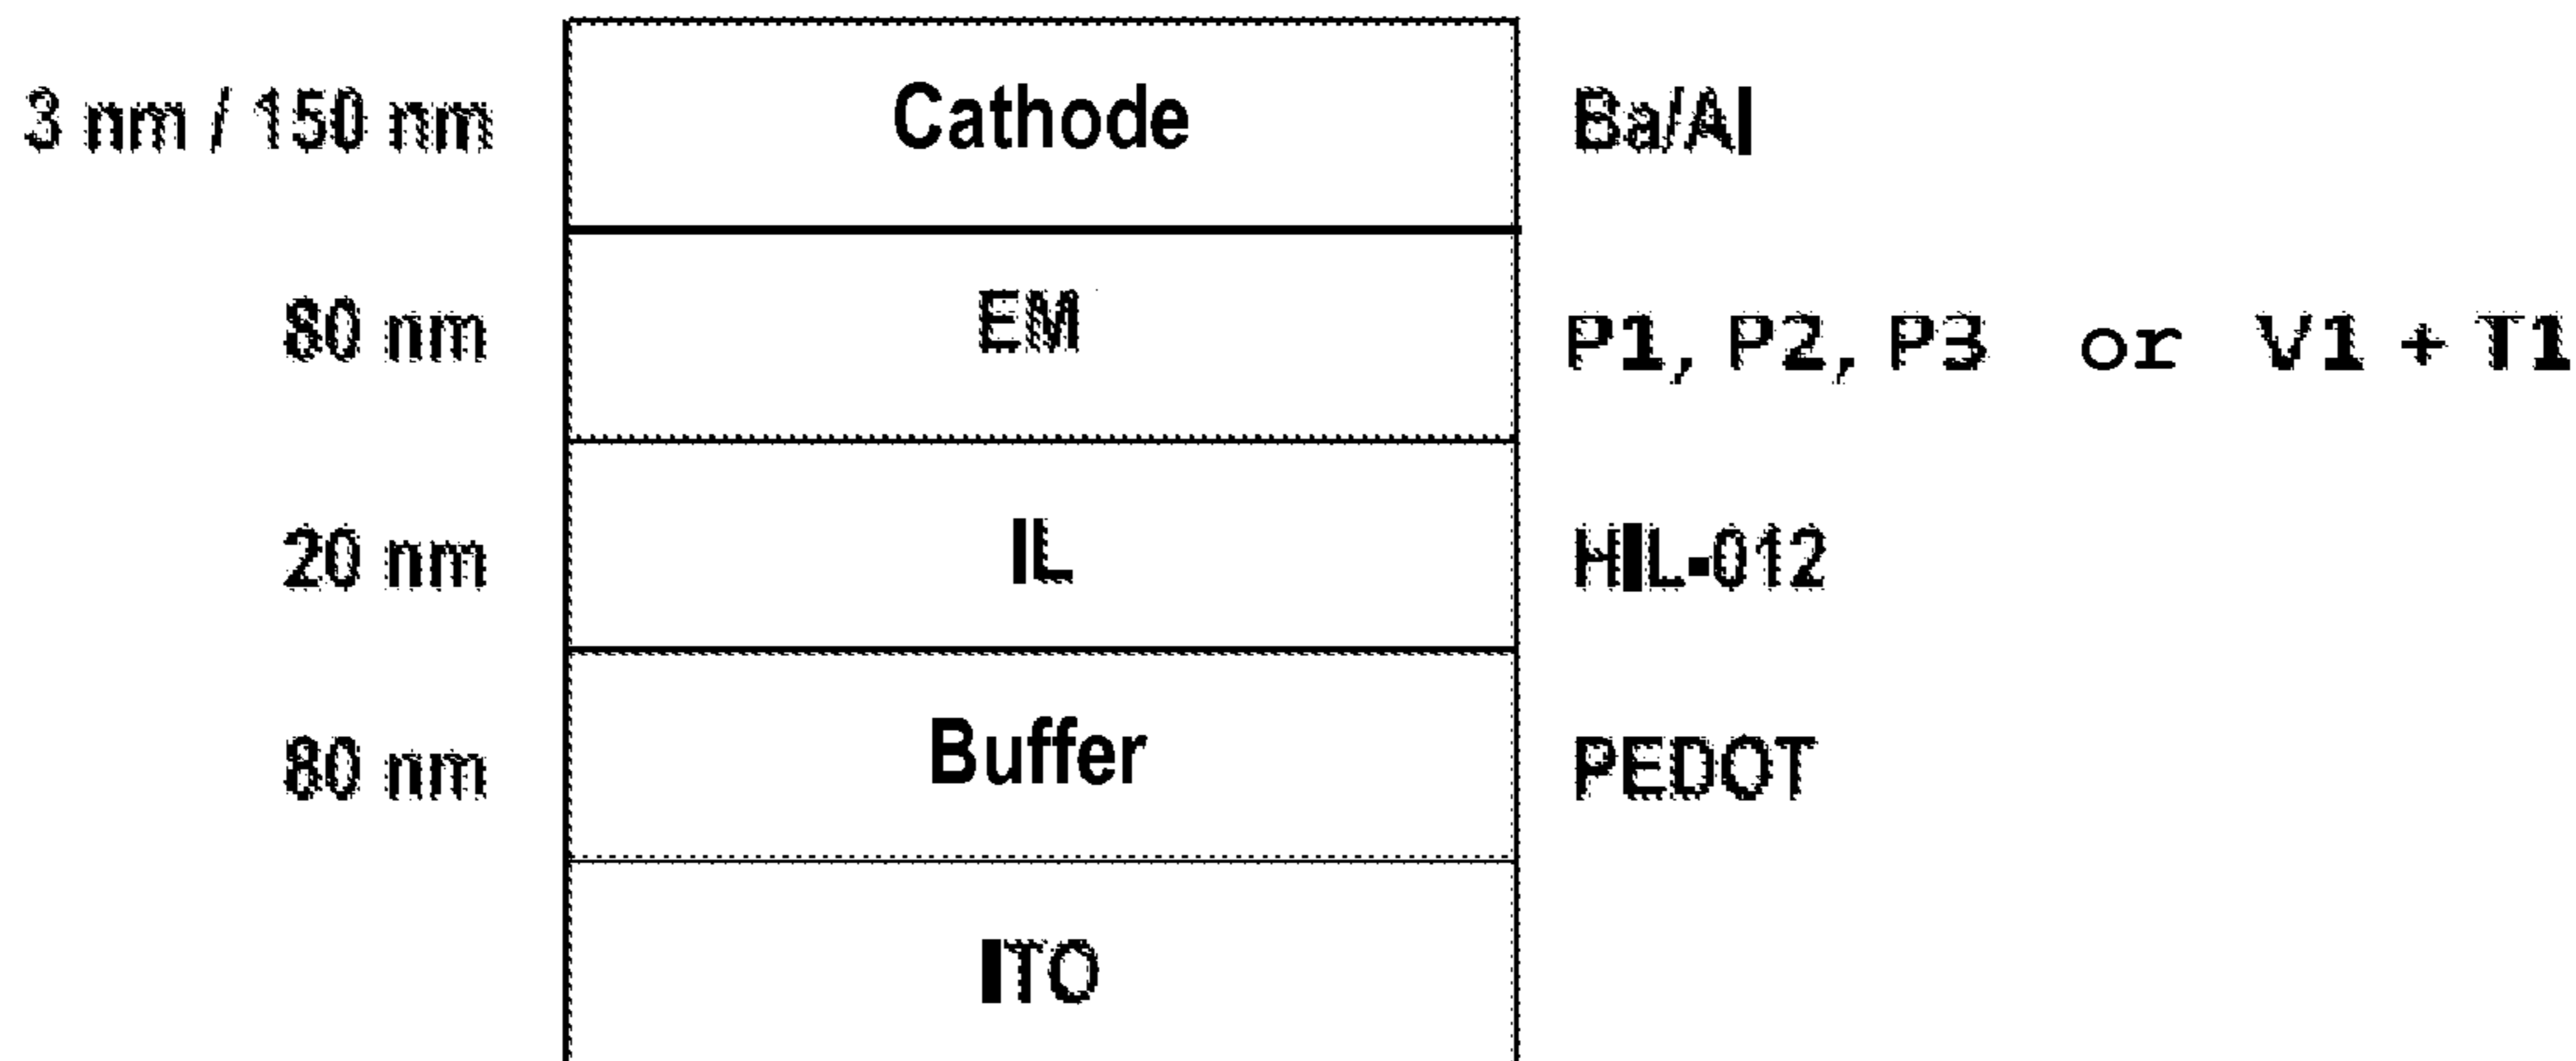 3 nm / 150 nm Cathode Ba/Al
80 nm EM P1, P2, P3 or V1 + T1
20 nm IL HIL-012
80 nm Buffer PEDOT
ITO